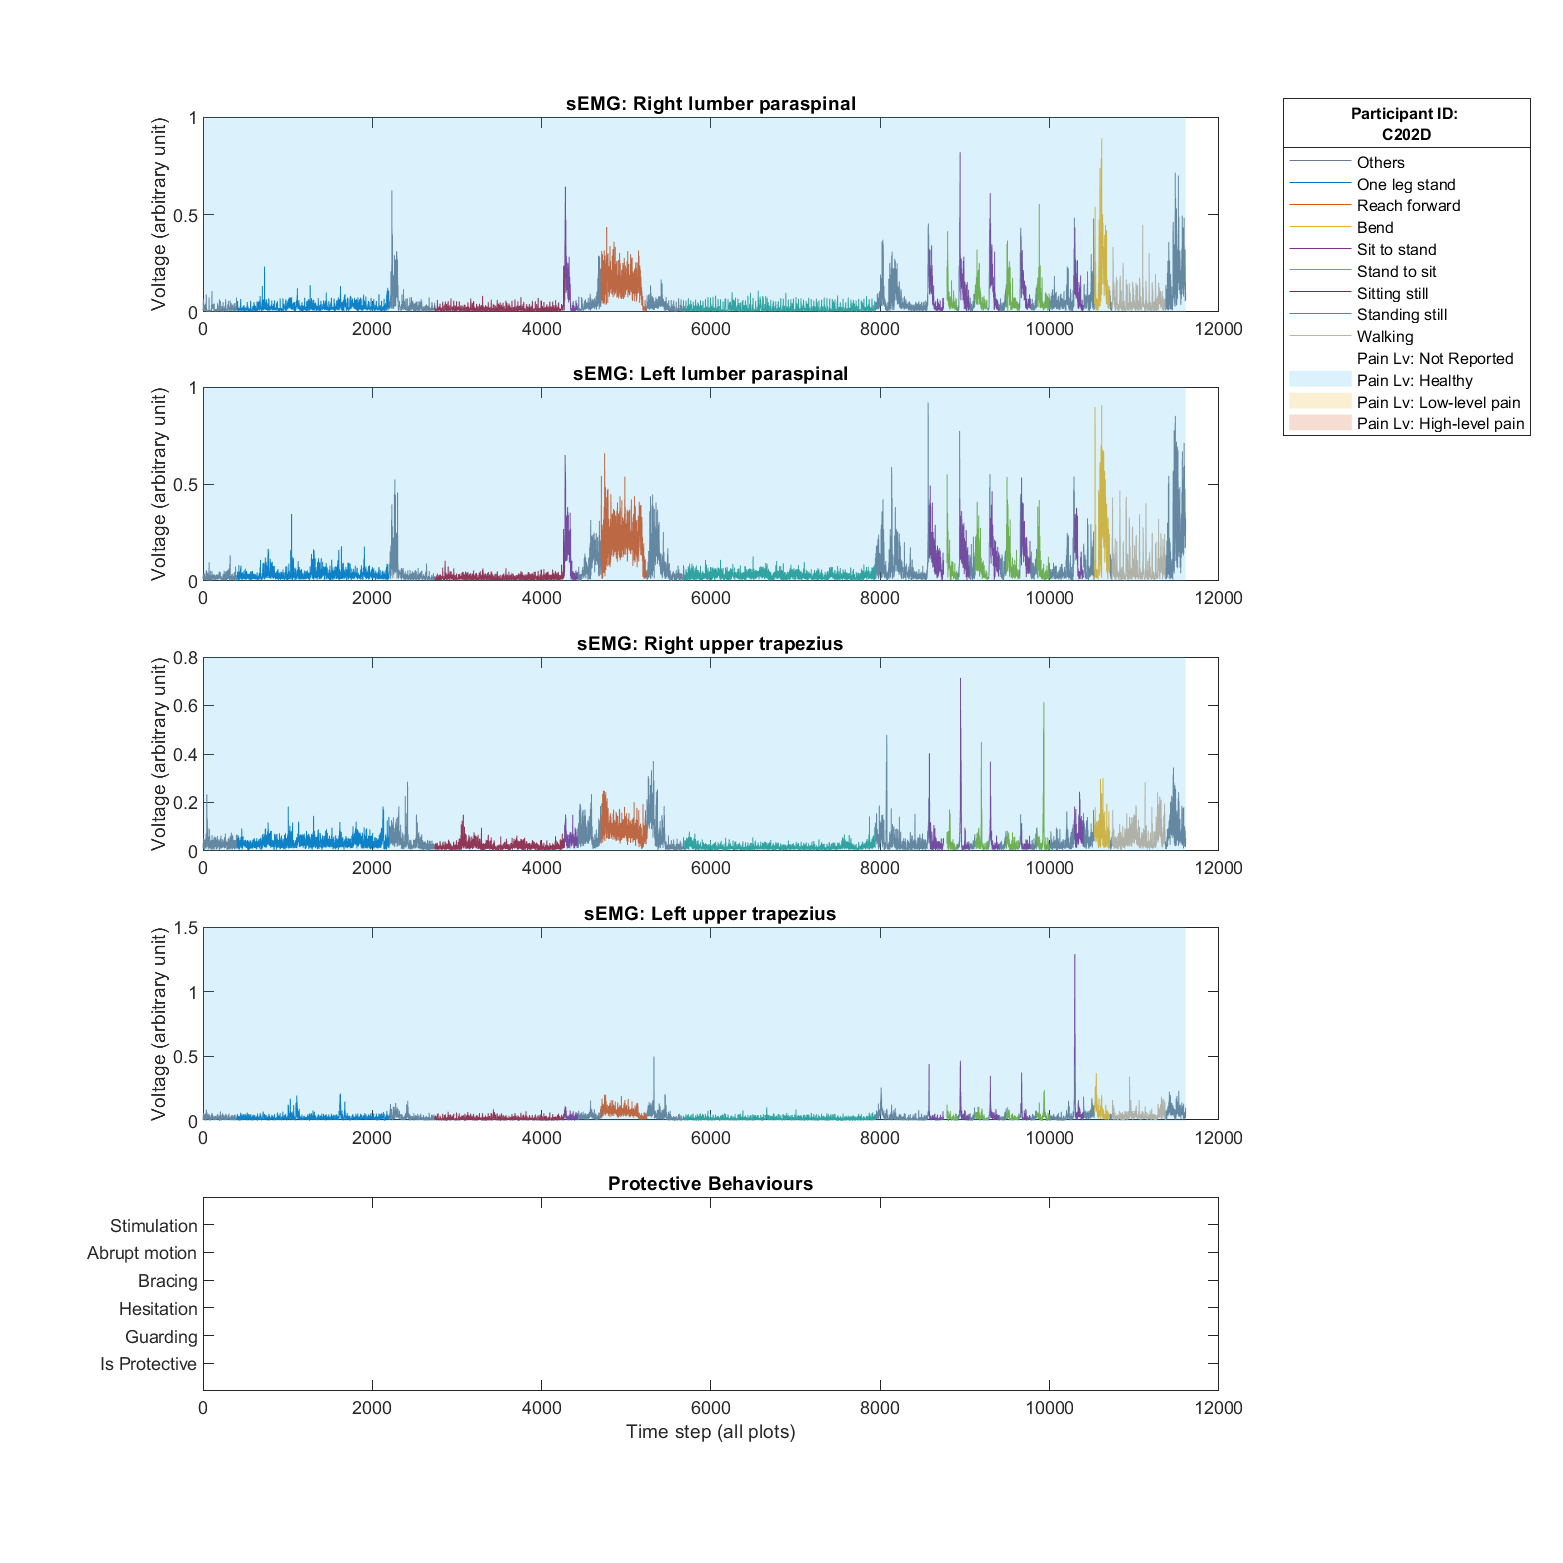 sEMG: Right lumber paraspinal
Voltage (arbitrary unit)
1
0.5
0
0 2000 4000 6000 8000 10000 12000
Participant ID:
C202D
Others
One leg stand
Reach forward
Bend
Sit to stand
Stand to sit
Sitting still
Standing still
Walking
Pain Lv: Not Reported
Pain Lv: Healthy
Pain Lv: Low-level pain
Pain Lv: High-level pain
sEMG: Left lumber paraspinal
Voltage (arbitrary unit)
1
0.5
0
0 2000 4000 6000 8000 10000 12000
sEMG: Right upper trapezius
Voltage (arbitrary unit)
0.8
0.6
0.4
0.2
0
0 2000 4000 6000 8000 10000 12000
sEMG: Left upper trapezius
Voltage (arbitrary unit)
1.5
1
0.5
0
0 2000 4000 6000 8000 10000 12000
Protective Behaviours
Stimulation
Abrupt motion
Bracing
Hesitation
Guarding
Is Protective
0 2000 4000 6000 8000 10000 12000
Time step (all plots)